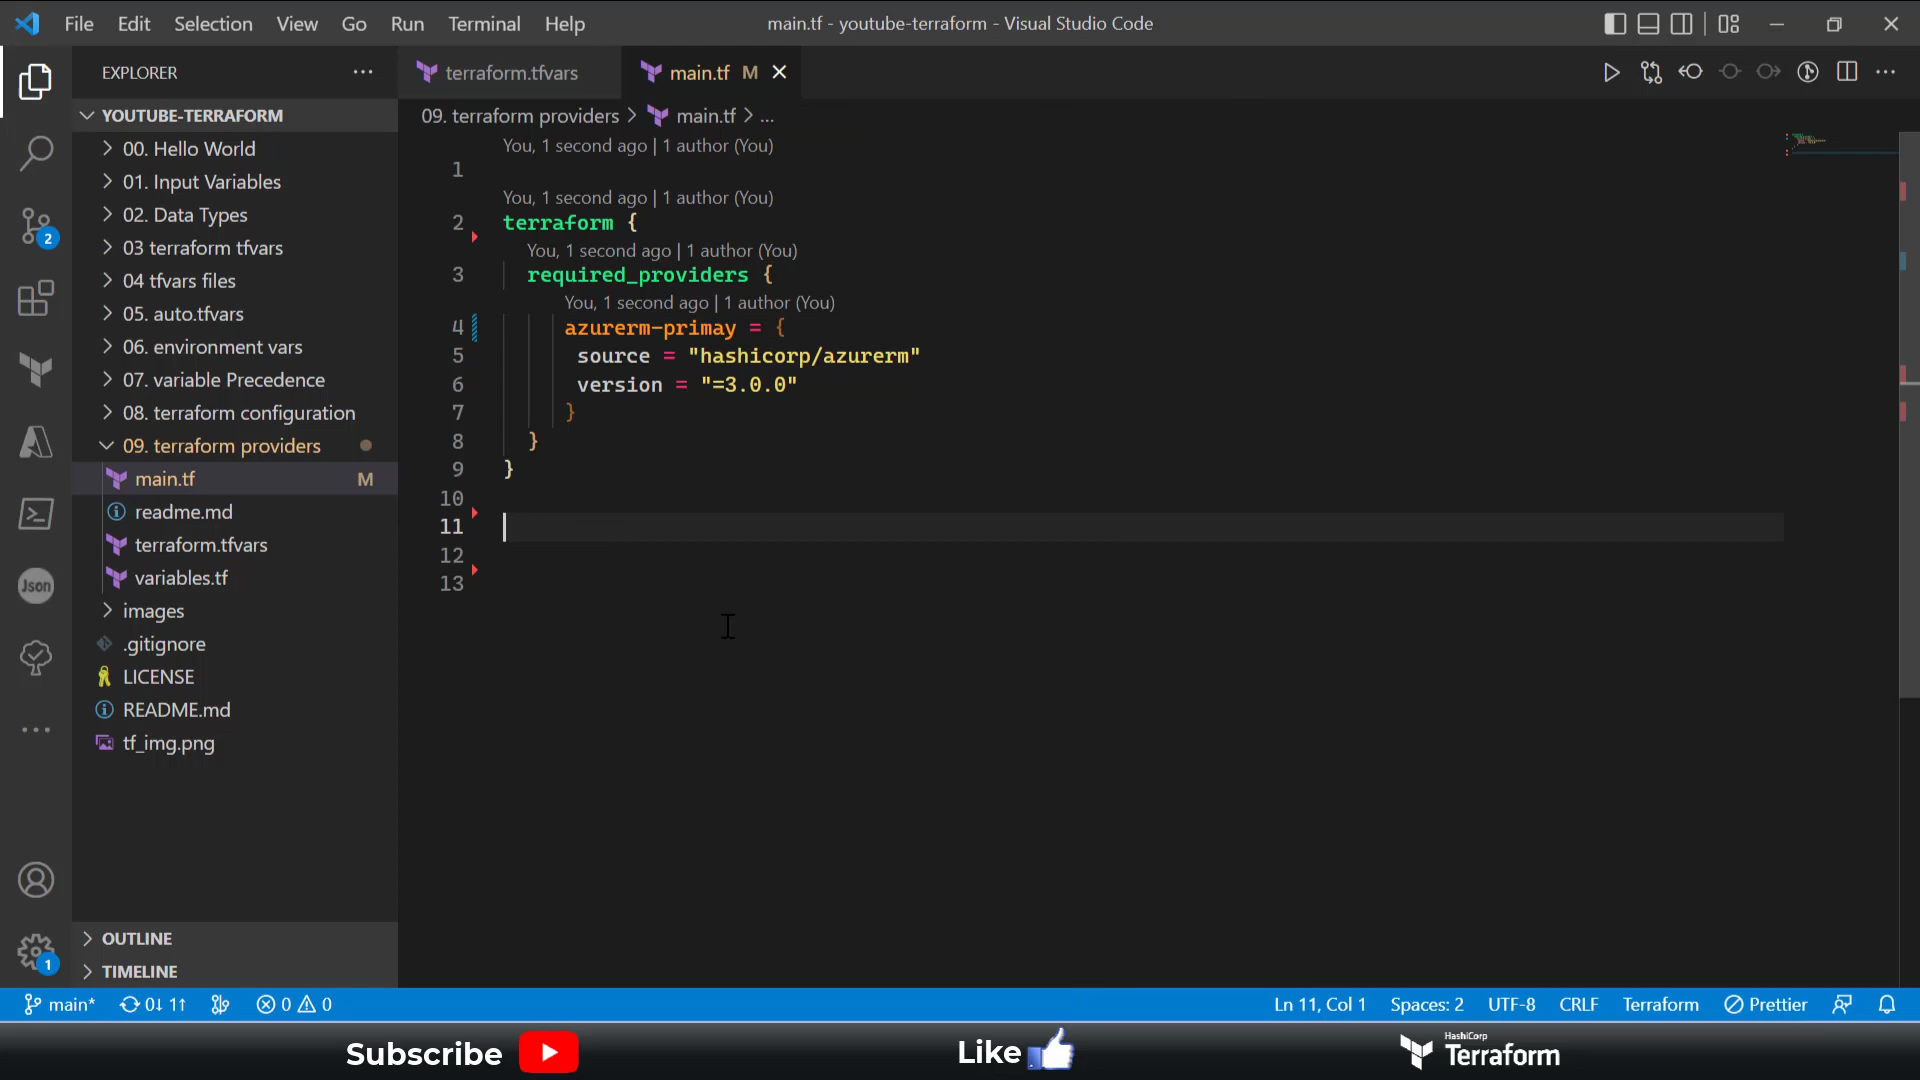 File Edit Selection View Go Run Terminal Help
main.tf - youtube-terraform - Visual Studio Code
EXPLORER
terraform.tfvars
main.tf M
YOUTUBE-TERRAFORM
00. Hello World
01. Input Variables
02. Data Types
03 terraform tfvars
04 tfvars files
05. auto.tfvars
06. environment vars
07. variable Precedence
08. terraform configuration
09. terraform providers
main.tf M
readme.md
terraform.tfvars
variables.tf
images
.gitignore
LICENSE
README.md
tf_img.png
OUTLINE
TIMELINE
2
Json
1
09. terraform providers > main.tf > ...
You, 1 second ago | 1 author (You)
1
You, 1 second ago | 1 author (You)
2 terraform {
You, 1 second ago | 1 author (You)
3 required_providers {
You, 1 second ago | 1 author (You)
4 azurerm-primay = {
5 source = "hashicorp/azurerm"
6 version = "=3.0.0"
7 }
8 }
9 }
10
11
12
13
main* 0↓ 1↑ 0 0
Ln 11, Col 1 Spaces: 2 UTF-8 CRLF Terraform Prettier
Subscribe
Like
HashiCorp
Terraform